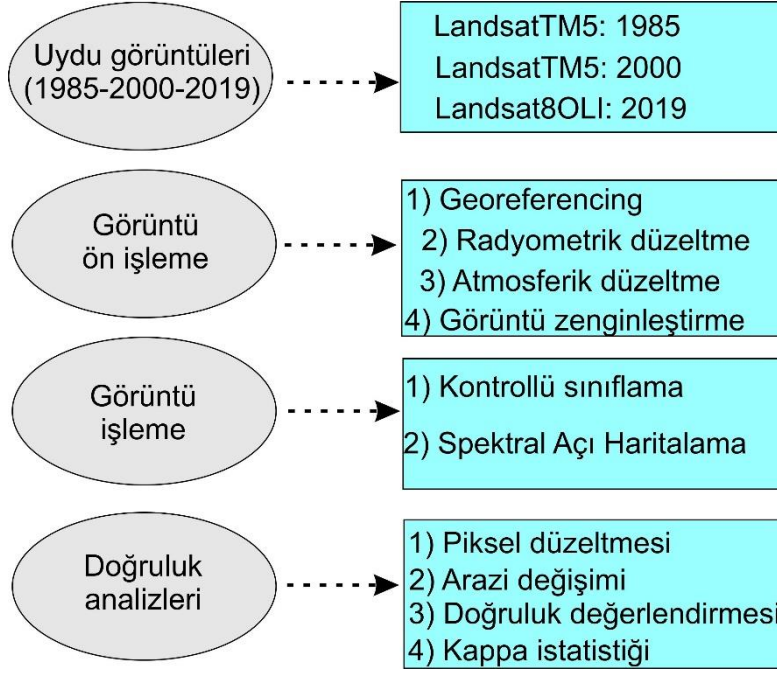 Uydu görüntüleri
(1985-2000-2019)
LandsatTM5: 1985
LandsatTM5: 2000
Landsat8OLI: 2019
Görüntü
ön işleme
1) Georeferencing
2) Radyometrik düzeltme
3) Atmosferik düzeltme
4) Görüntü zenginleştirme
Görüntü
işleme
1) Kontrollü sınıflama
2) Spektral Açı Haritalama
Doğruluk
analizleri
1) Piksel düzeltmesi
2) Arazi değişimi
3) Doğruluk değerlendirmesi
4) Kappa istatistiği